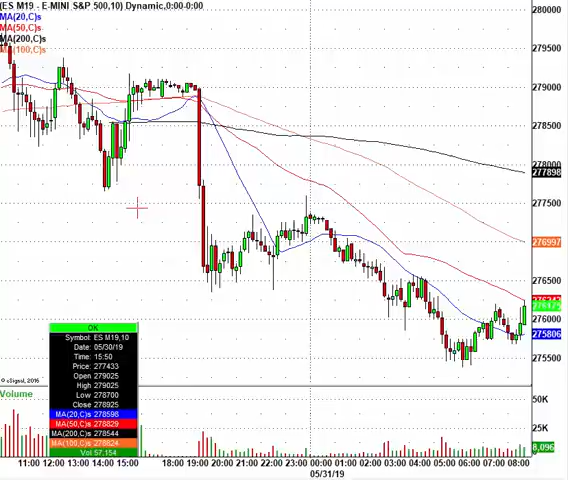 (ES M19 - E-MINI S&P 500,10) Dynamic,0:00-0:00
MA(20,C)s
MA(50,C)s
MA(200,C)s
MA(100,C)s
280000
279500
279000
278500
278000
277898
277500
276997
276500
276000
275806
275500
OK
Symbol: ES M19,10
Date: 05/30/19
Time: 15:50
Price: 277433
Open 279025
High 279025
Low 278700
Close 278925
MA(20,C)s 278598
MA(50,C)s 278829
MA(200,C)s 278544
MA(100,C)s 278824
Vol 57,154
© eSignal, 2016
Volume
50K
25K
8,096
11:00 12:00 13:00 14:00 15:00 18:00 19:00 20:00 21:00 22:00 23:00 00:00 01:00 02:00 03:00 04:00 05:00 06:00 07:00 08:00
05/31/19